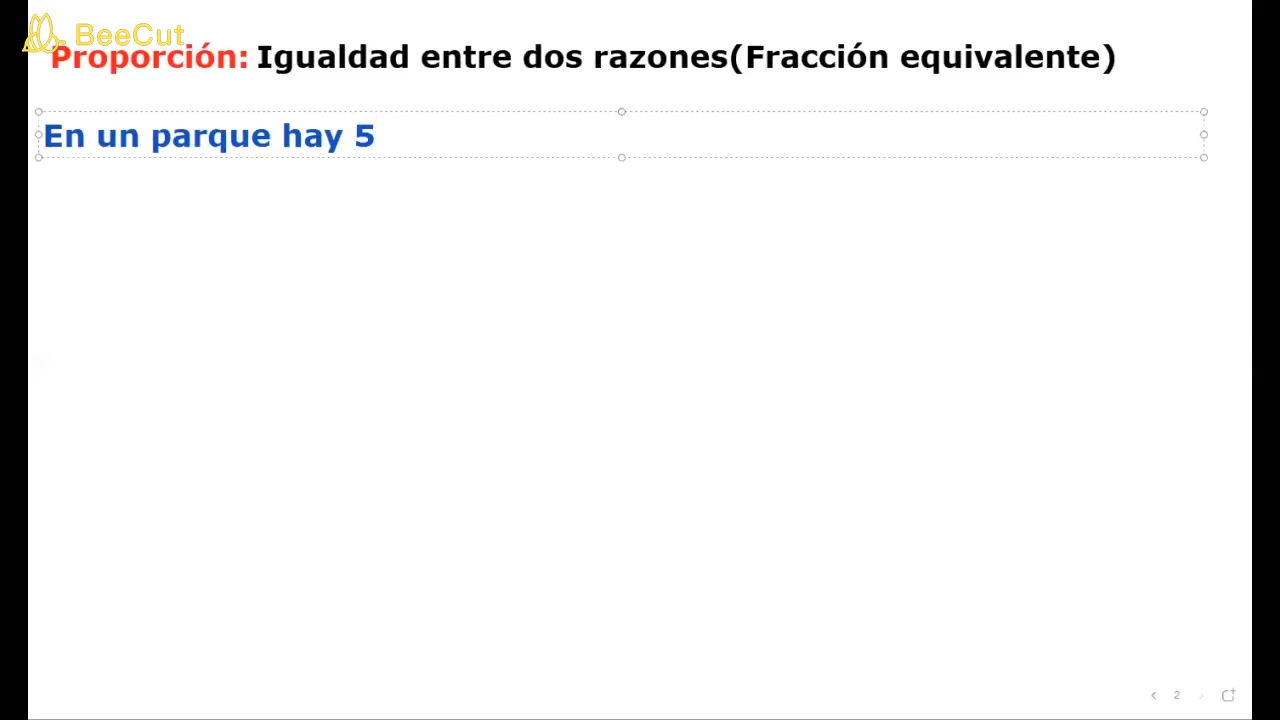 BeeCut
Proporción: Igualdad entre dos razones(Fracción equivalente)
En un parque hay 5
2